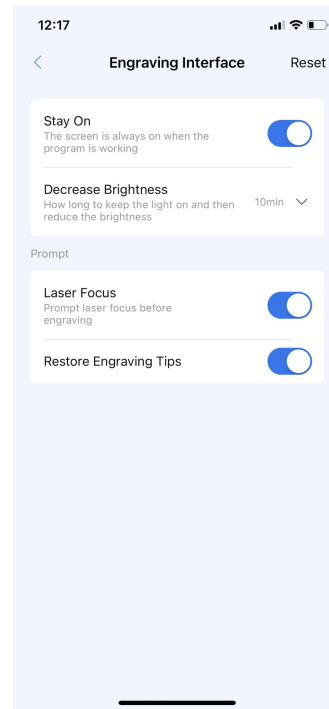 12:17
Engraving Interface Reset
Stay On
The screen is always on when the
program is working
Decrease Brightness
How long to keep the light on and then
reduce the brightness
10min
Prompt
Laser Focus
Prompt laser focus before
engraving
Restore Engraving Tips